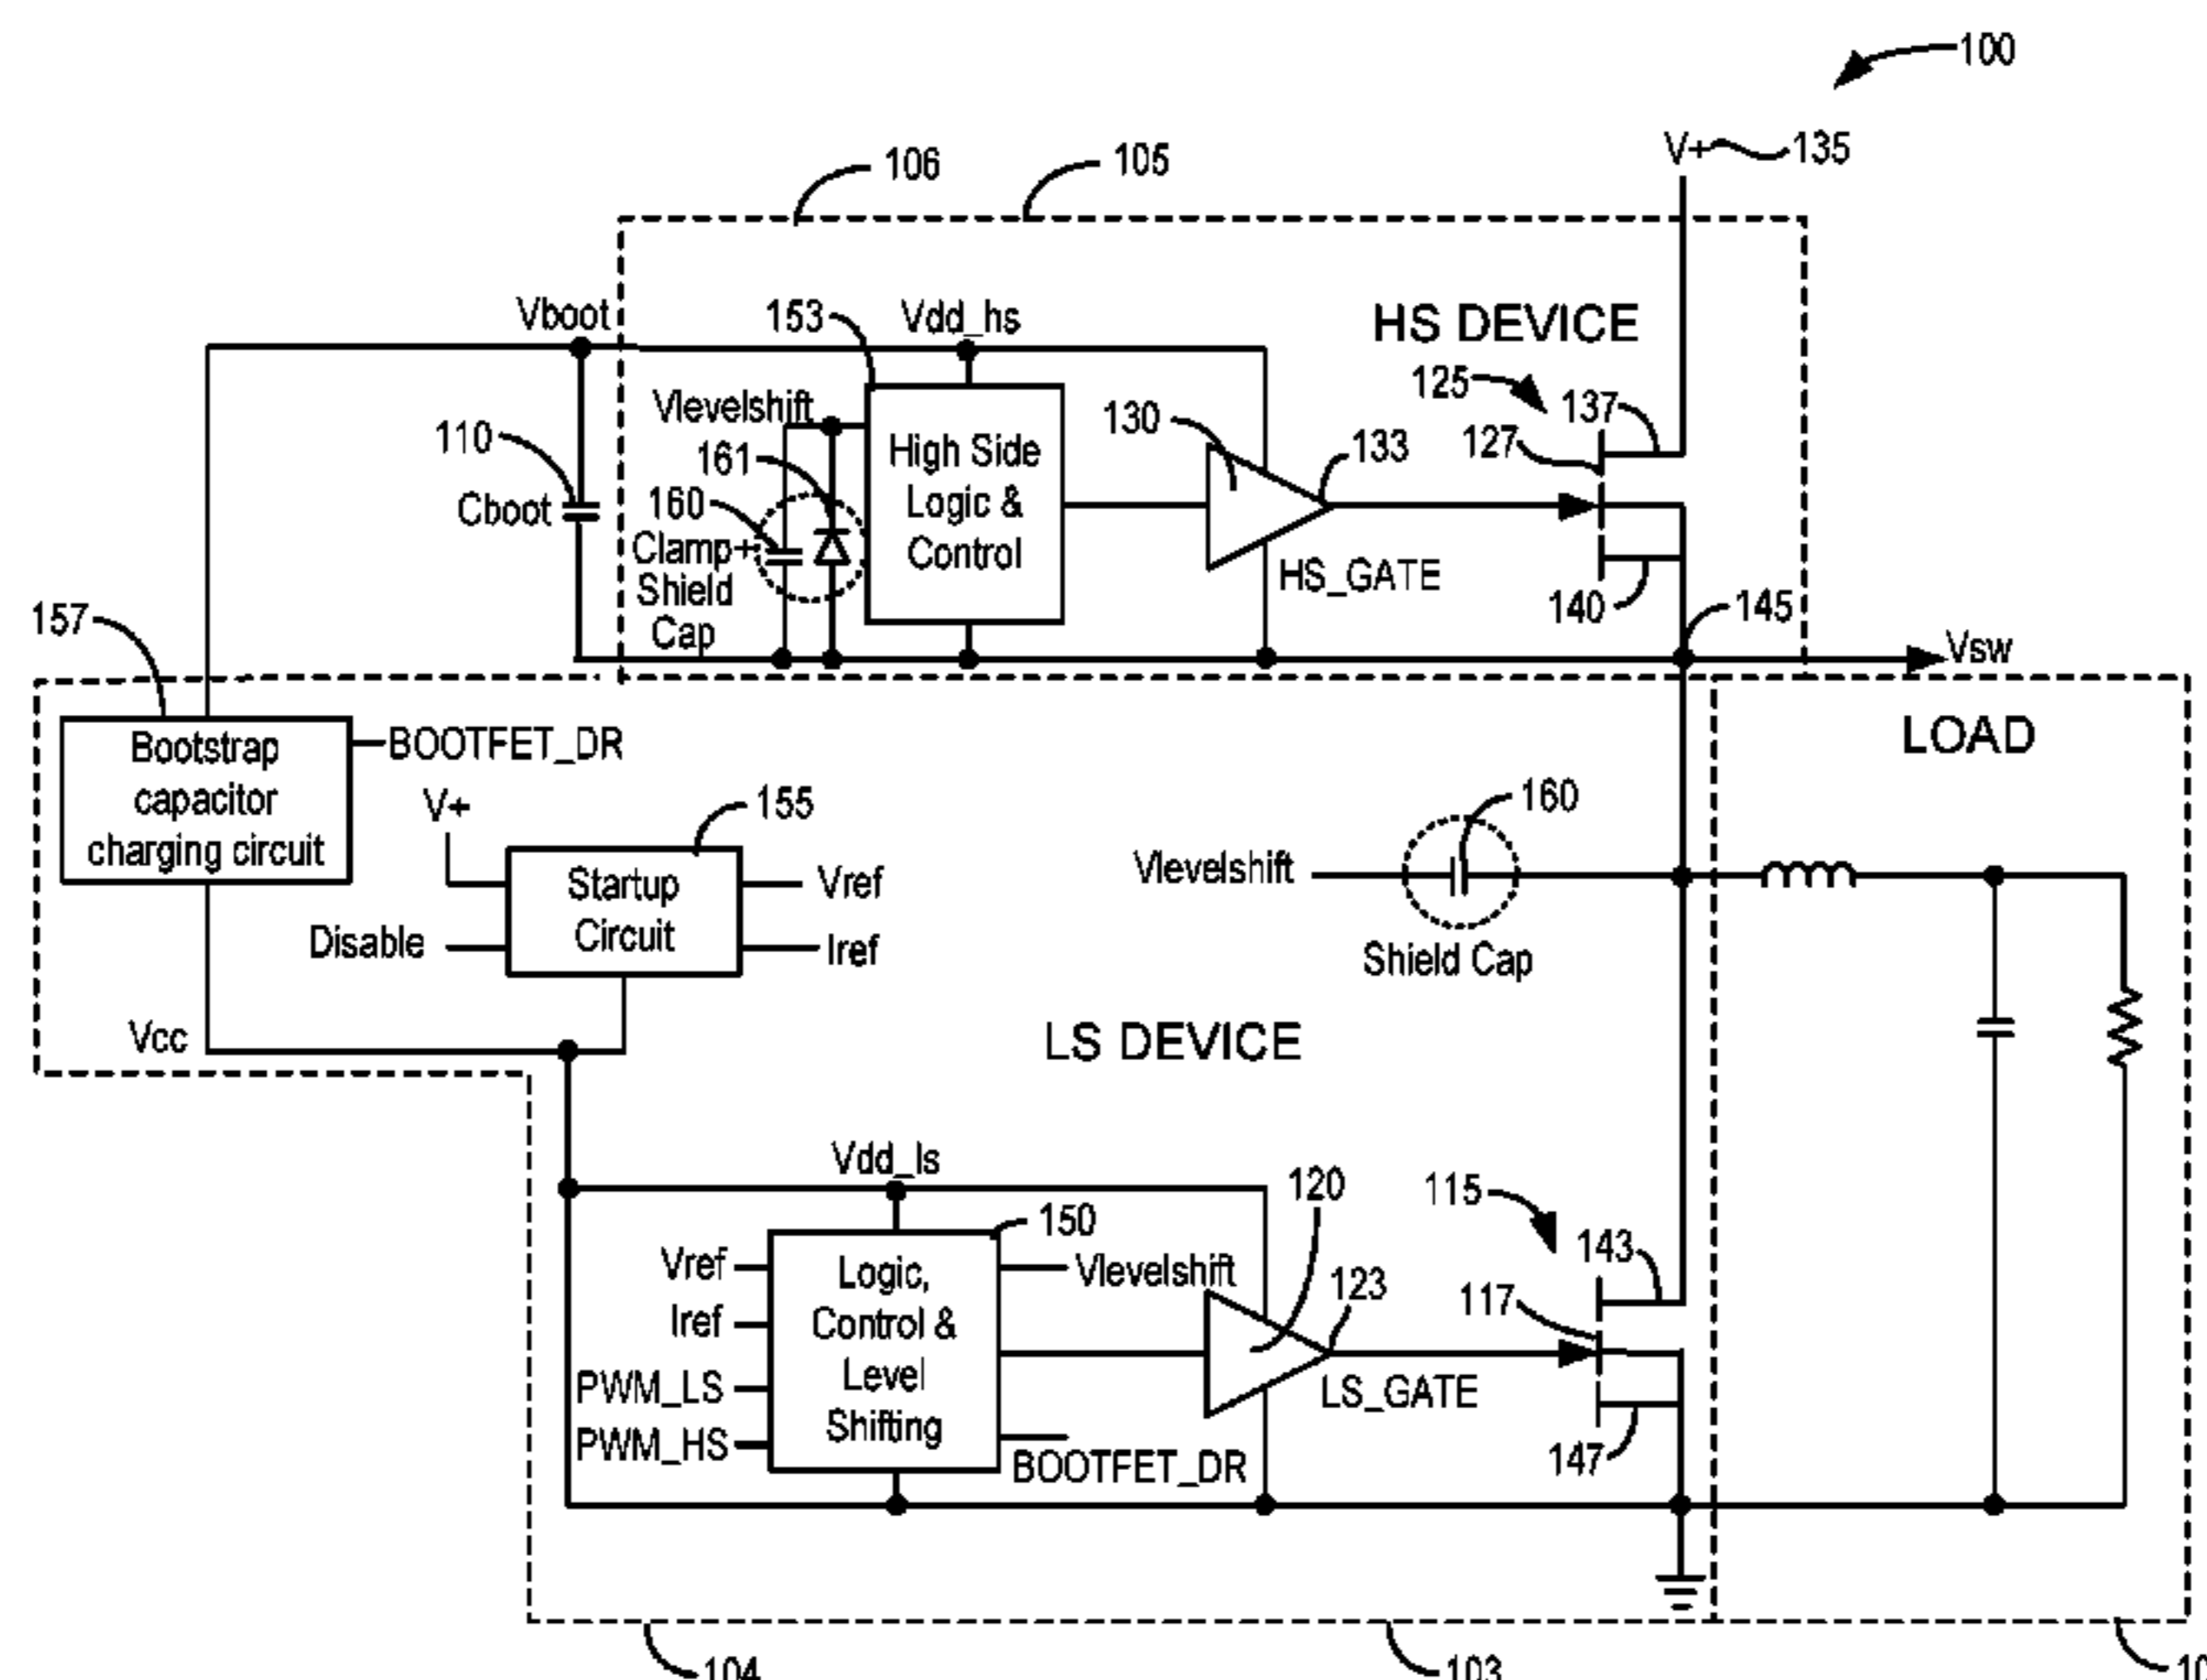 100
V+
135
106
105
Vboot
153
Vdd_hs
HS DEVICE
125
137
Vlevelshift
110
161
130
133
127
High Side
Logic &
Control
160
Cboot
Clamp+
Shield
Cap
HS_GATE
140
145
157
Vsw
Bootstrap
capacitor
charging circuit
BOOTFET_DR
LOAD
V+
155
160
Startup
Circuit
Vref
Vlevelshift
Disable
Iref
Shield Cap
Vcc
LS DEVICE
Vdd_ls
120
115
150
143
Vref
Logic,
Control &
Level
Shifting
Vlevelshift
123
117
Iref
PWM_LS
LS_GATE
PWM_HS
BOOTFET_DR
147
104
103